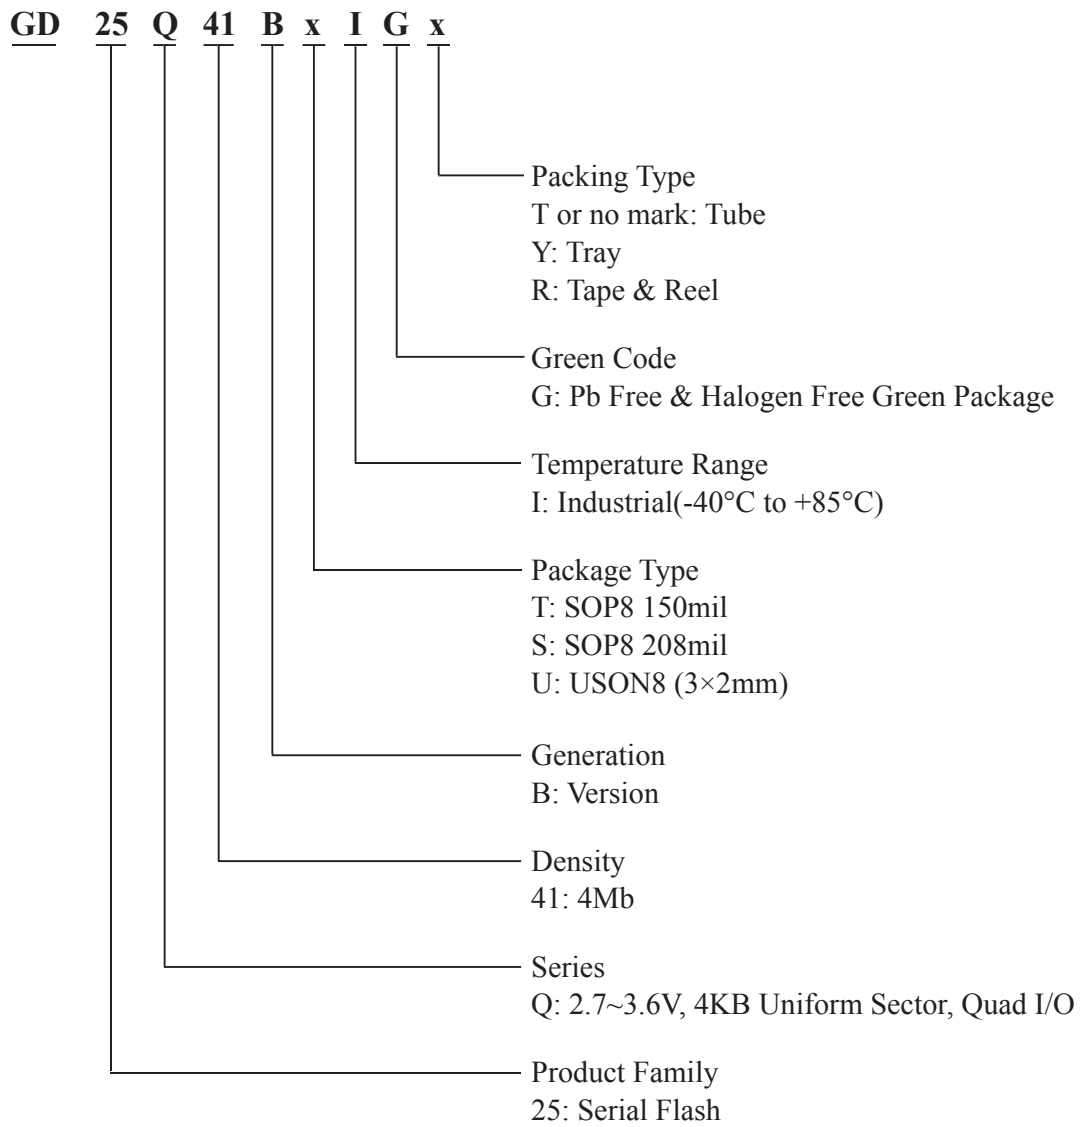 GD 25 Q 41 B x I G x
Packing Type
T or no mark: Tube
Y: Tray
R: Tape & Reel
Green Code
G: Pb Free & Halogen Free Green Package
Temperature Range
I: Industrial(-40°C to +85°C)
Package Type
T: SOP8 150mil
S: SOP8 208mil
U: USON8 (3×2mm)
Generation
B: Version
Density
41: 4Mb
Series
Q: 2.7~3.6V, 4KB Uniform Sector, Quad I/O
Product Family
25: Serial Flash